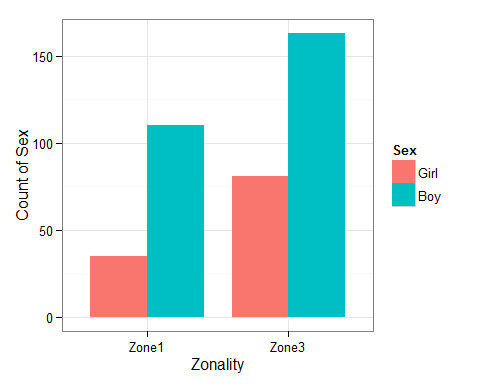 Count of Sex
150
100
50
0
Zone1 Zone3
Zonality
Sex
Girl
Boy